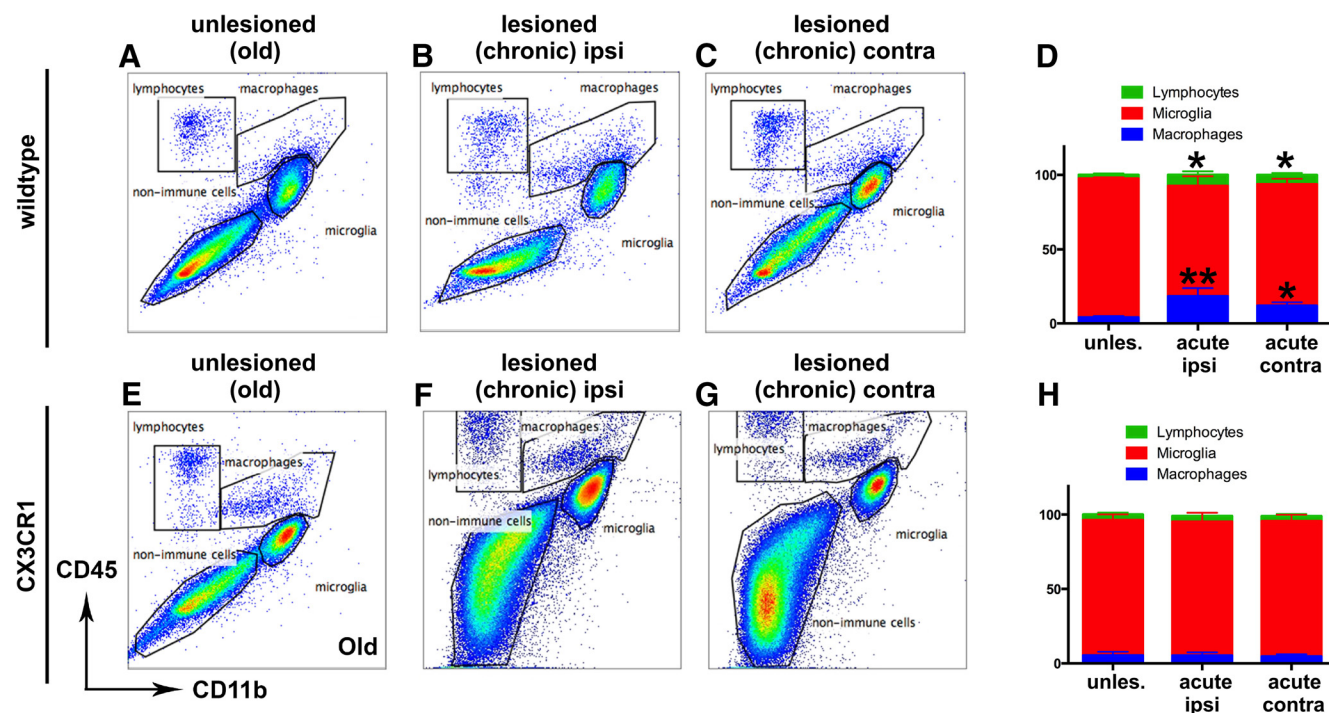 unlesioned
(old)
lesioned
(chronic) ipsi
lesioned
(chronic) contra
A
B
C
D
wildtype
lymphocytes
macrophages
non-immune cells
microglia
lymphocytes
macrophages
non-immune cells
microglia
lymphocytes
macrophages
non-immune cells
microglia
Lymphocytes
Microglia
Macrophages
100
50
0
*
*
**
*
unles.
acute
ipsi
acute
contra
unlesioned
(old)
lesioned
(chronic) ipsi
lesioned
(chronic) contra
E
F
G
H
CX3CR1
lymphocytes
macrophages
non-immune cells
microglia
Old
macrophages
lymphocytes
non-immune cells
microglia
macrophages
lymphocytes
microglia
non-immune cells
CD45
CD11b
Lymphocytes
Microglia
Macrophages
100
50
0
unles.
acute
ipsi
acute
contra